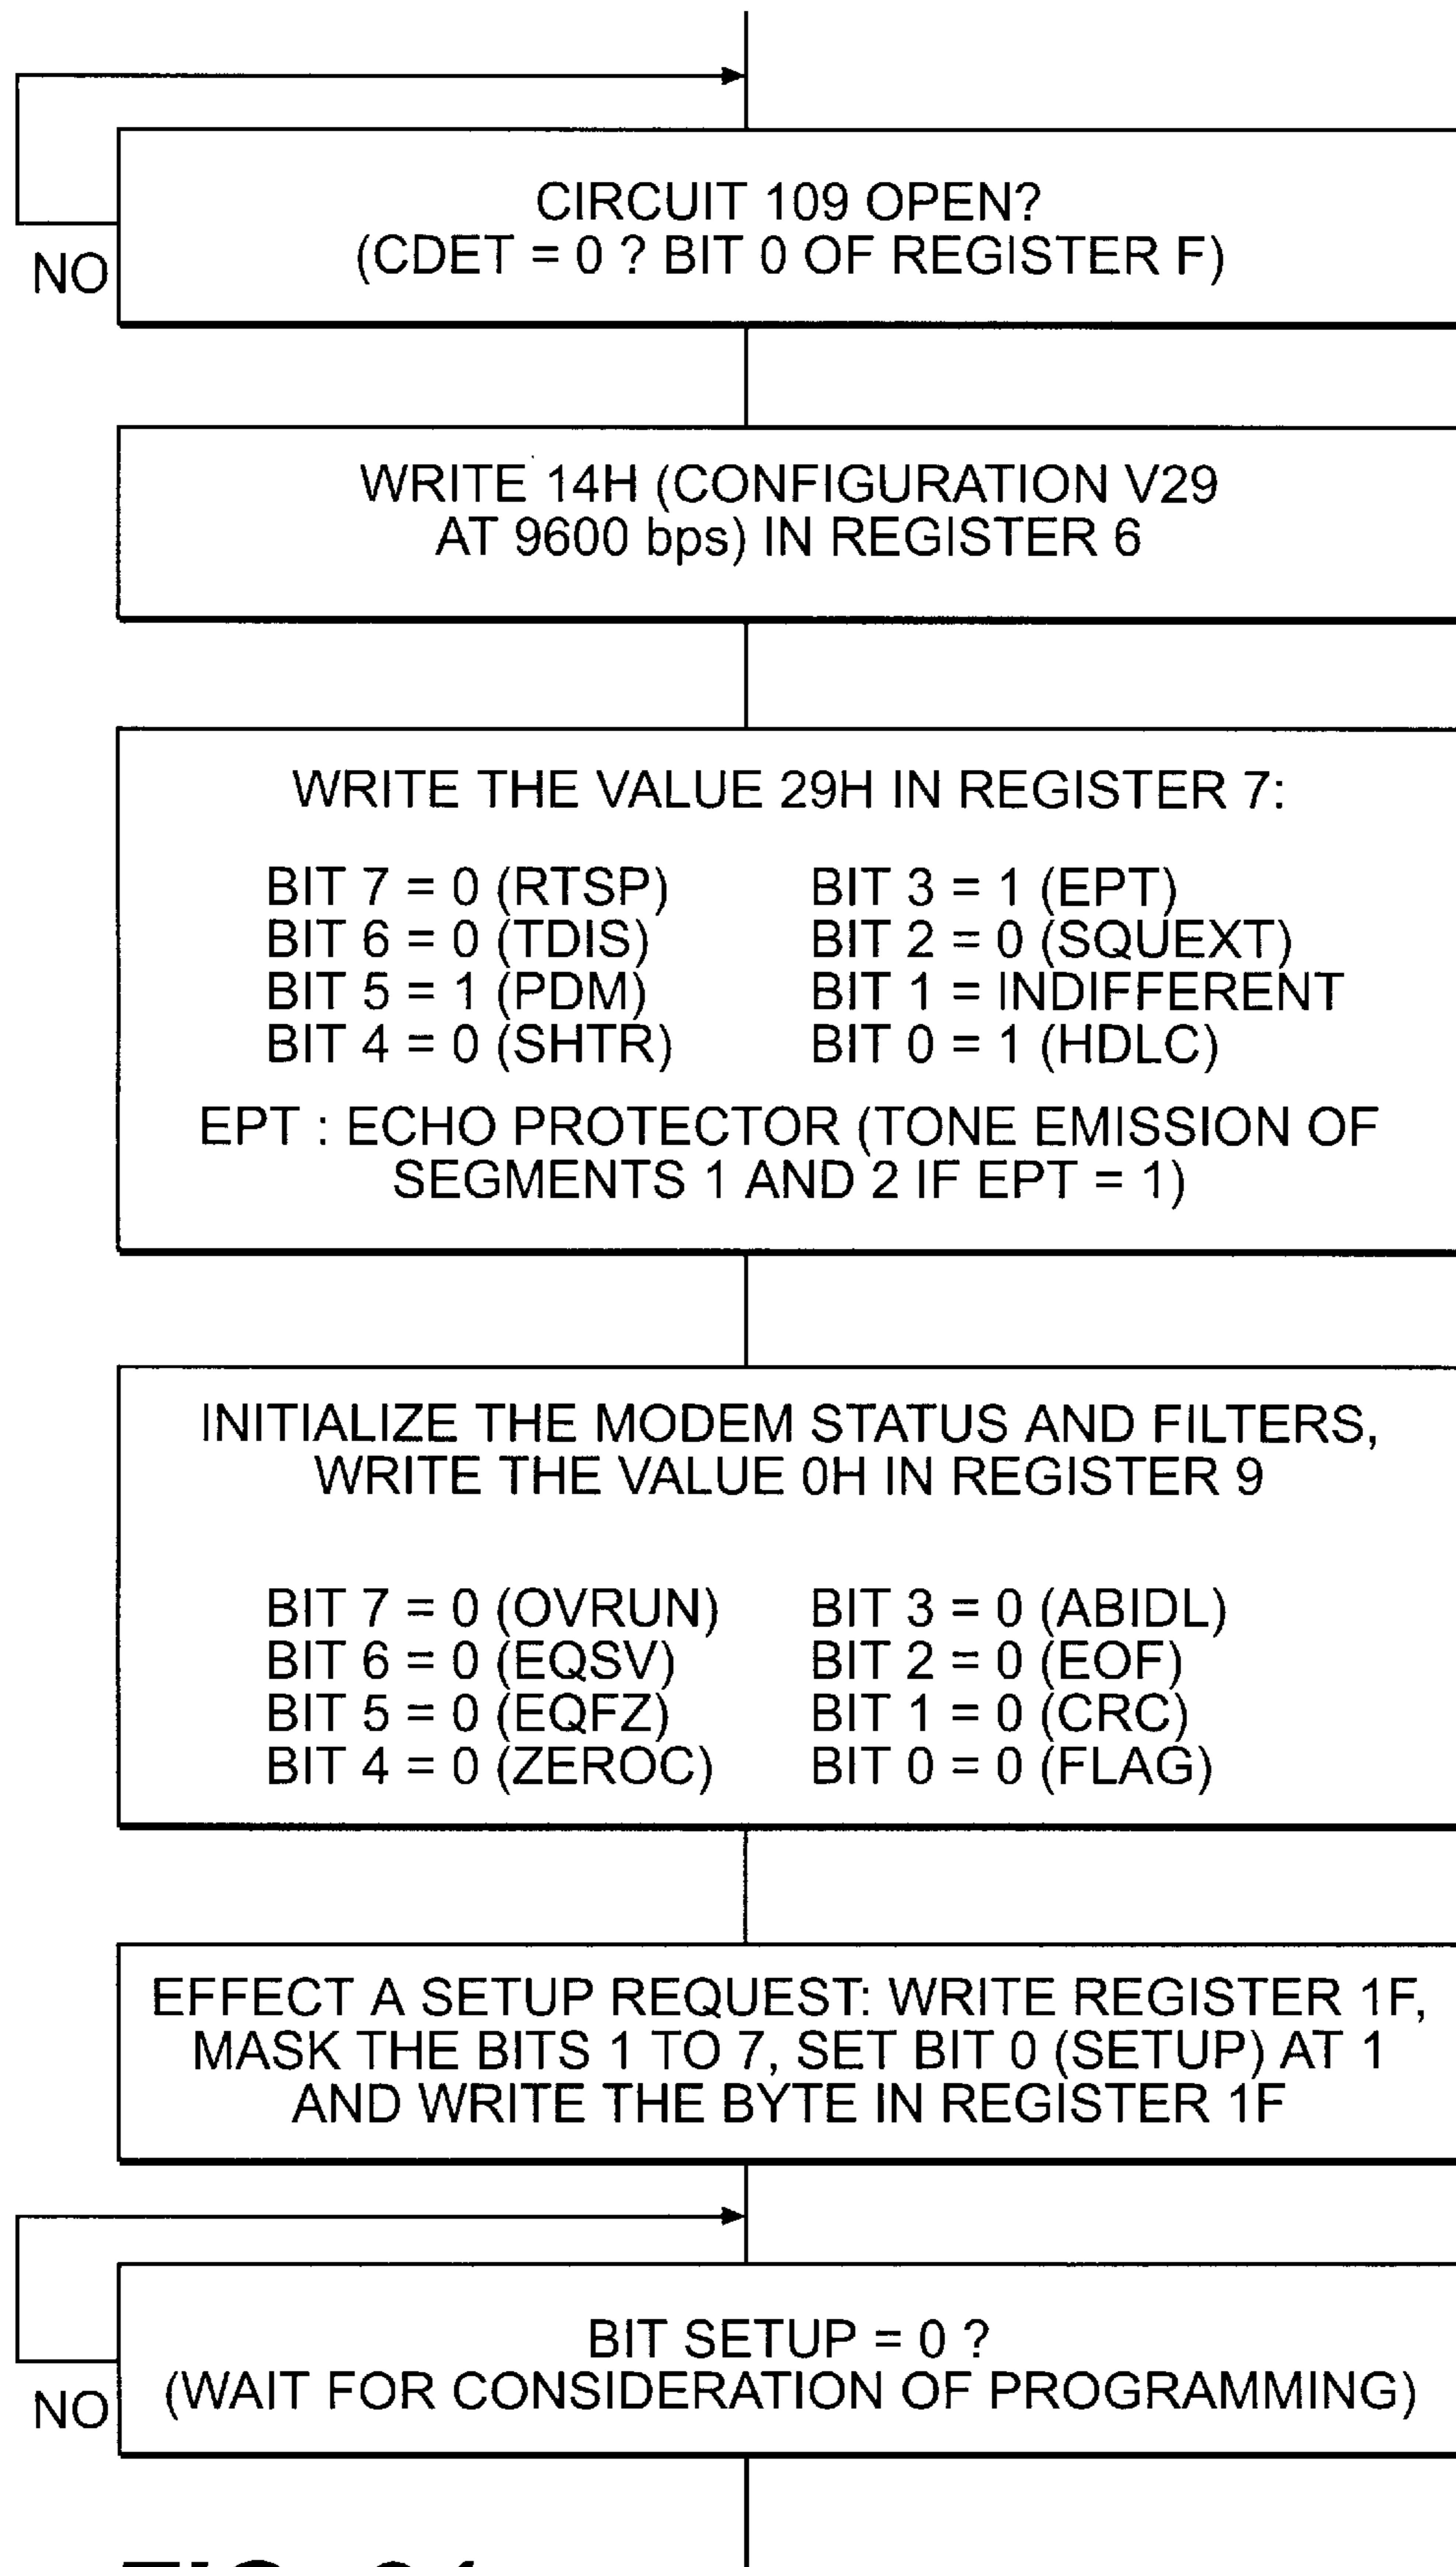 CIRCUIT 109 OPEN?
(CDET = 0 ? BIT 0 OF REGISTER F)
NO
WRITE 14H (CONFIGURATION V29
AT 9600 bps) IN REGISTER 6
WRITE THE VALUE 29H IN REGISTER 7:
BIT 7 = 0 (RTSP) BIT 3 = 1 (EPT)
BIT 6 = 0 (TDIS) BIT 2 = 0 (SQUEXT)
BIT 5 = 1 (PDM) BIT 1 = INDIFFERENT
BIT 4 = 0 (SHTR) BIT 0 = 1 (HDLC)
EPT : ECHO PROTECTOR (TONE EMISSION OF
SEGMENTS 1 AND 2 IF EPT = 1)
INITIALIZE THE MODEM STATUS AND FILTERS,
WRITE THE VALUE 0H IN REGISTER 9
BIT 7 = 0 (OVRUN) BIT 3 = 0 (ABIDL)
BIT 6 = 0 (EQSV) BIT 2 = 0 (EOF)
BIT 5 = 0 (EQFZ) BIT 1 = 0 (CRC)
BIT 4 = 0 (ZEROC) BIT 0 = 0 (FLAG)
EFFECT A SETUP REQUEST: WRITE REGISTER 1F,
MASK THE BITS 1 TO 7, SET BIT 0 (SETUP) AT 1
AND WRITE THE BYTE IN REGISTER 1F
BIT SETUP = 0 ?
(WAIT FOR CONSIDERATION OF PROGRAMMING)
NO